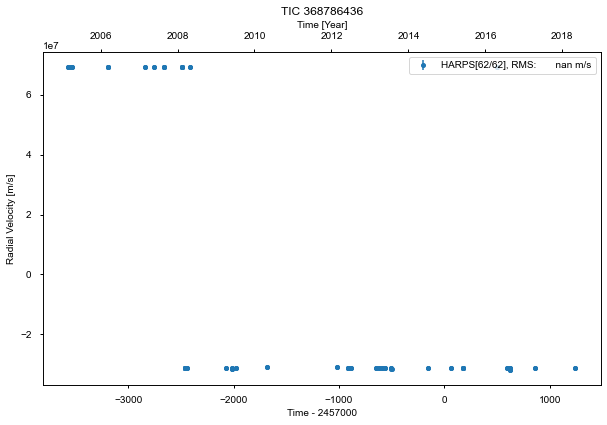 TIC 368786436
Time [Year]
2006 2008 2010 2012 2014 2016 2018
1e7
HARPS[62/62], RMS: nan m/s
Radial Velocity [m/s]
6
4
2
0
−2
−3000 −2000 −1000 0 1000
Time - 2457000